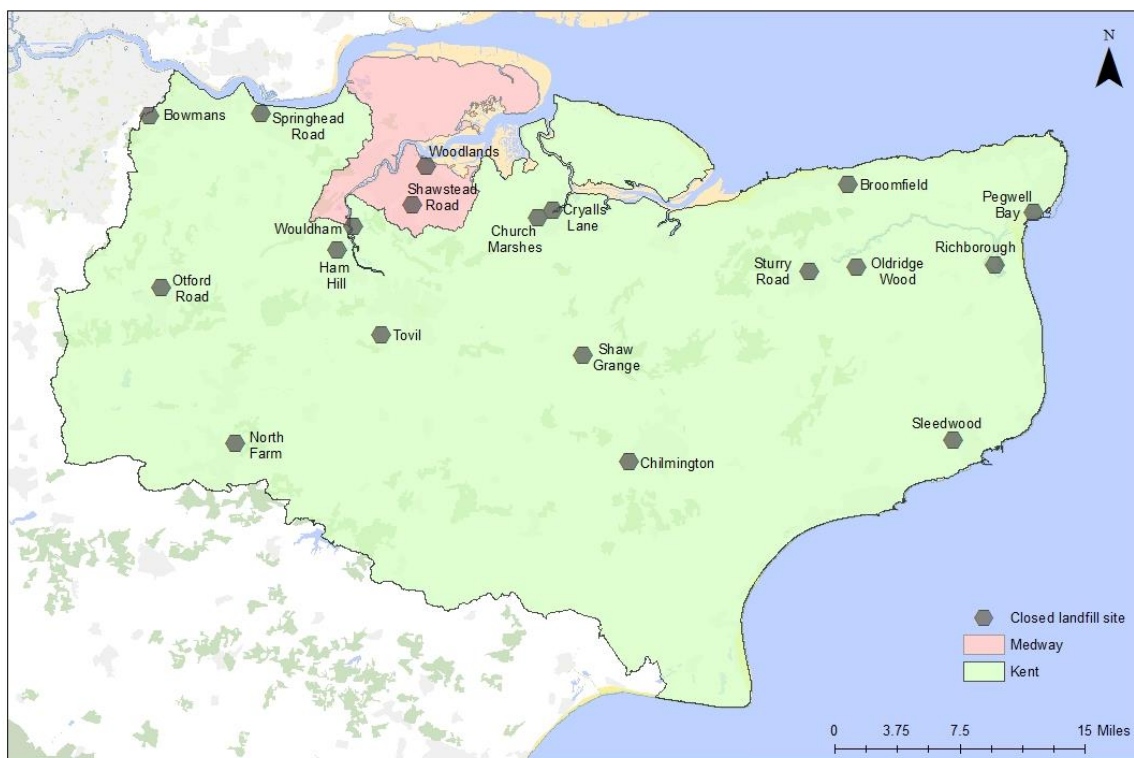 N
Bowmans
Springhead
Road
Woodlands
Shawstead
Road
Broomfield
Pegwell
Bay
Cryalls
Lane
Church
Marshes
Wouldham
Ham
Hill
Richborough
Sturry
Road
Oldridge
Wood
Otford
Road
Tovil
Shaw
Grange
Sleedwood
North
Farm
Chilmington
Closed landfill site
Medway
Kent
0 3.75 7.5 15 Miles